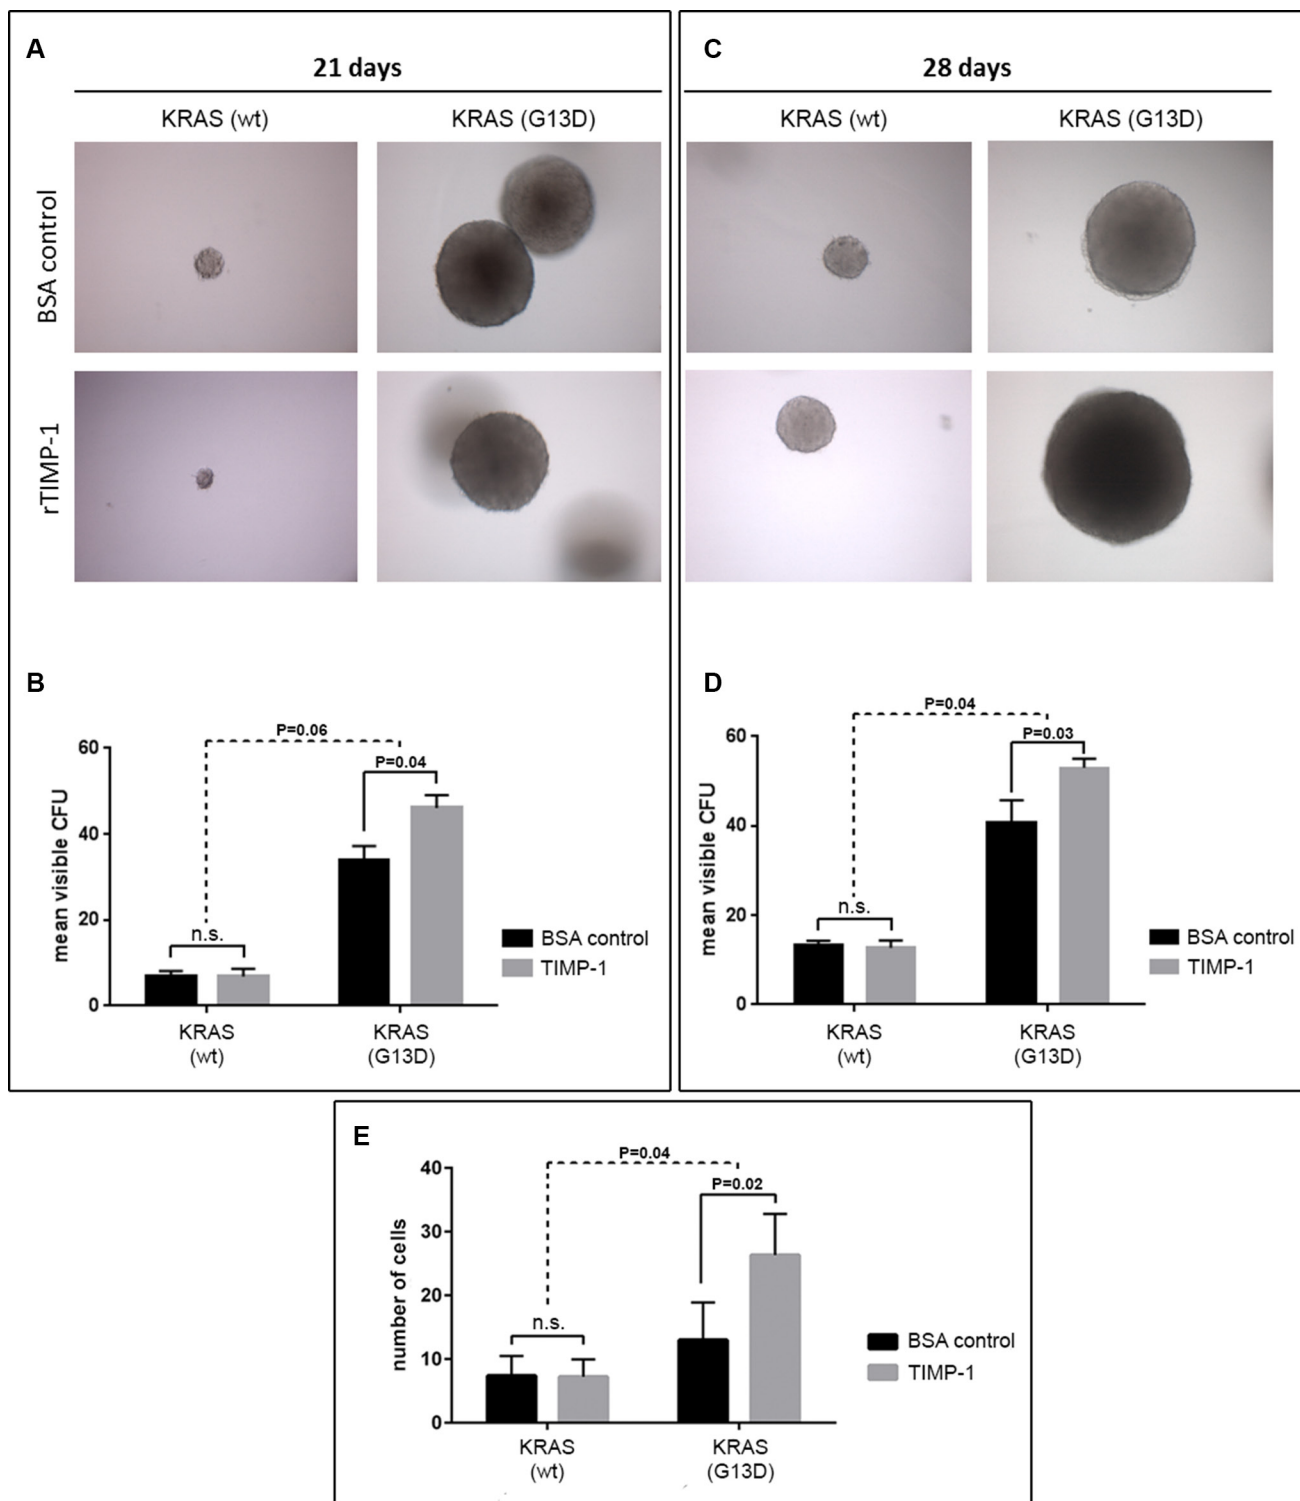 A
21 days
KRAS (wt)
KRAS (G13D)
BSA control
rTIMP-1
C
28 days
KRAS (wt)
KRAS (G13D)
B
P=0.06
P=0.04
n.s.
60
40
20
0
mean visible CFU
KRAS
(wt)
KRAS
(G13D)
BSA control
TIMP-1
D
P=0.04
P=0.03
n.s.
60
40
20
0
mean visible CFU
KRAS
(wt)
KRAS
(G13D)
BSA control
TIMP-1
E
P=0.04
P=0.02
n.s.
40
30
20
10
0
number of cells
KRAS
(wt)
KRAS
(G13D)
BSA control
TIMP-1